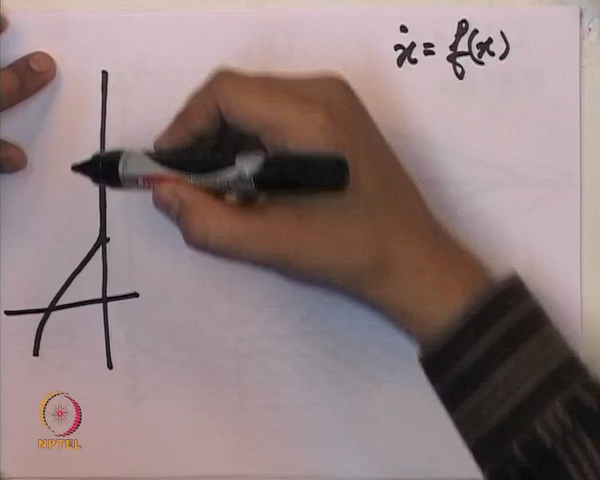 ẋ = f(x)
NPTEL